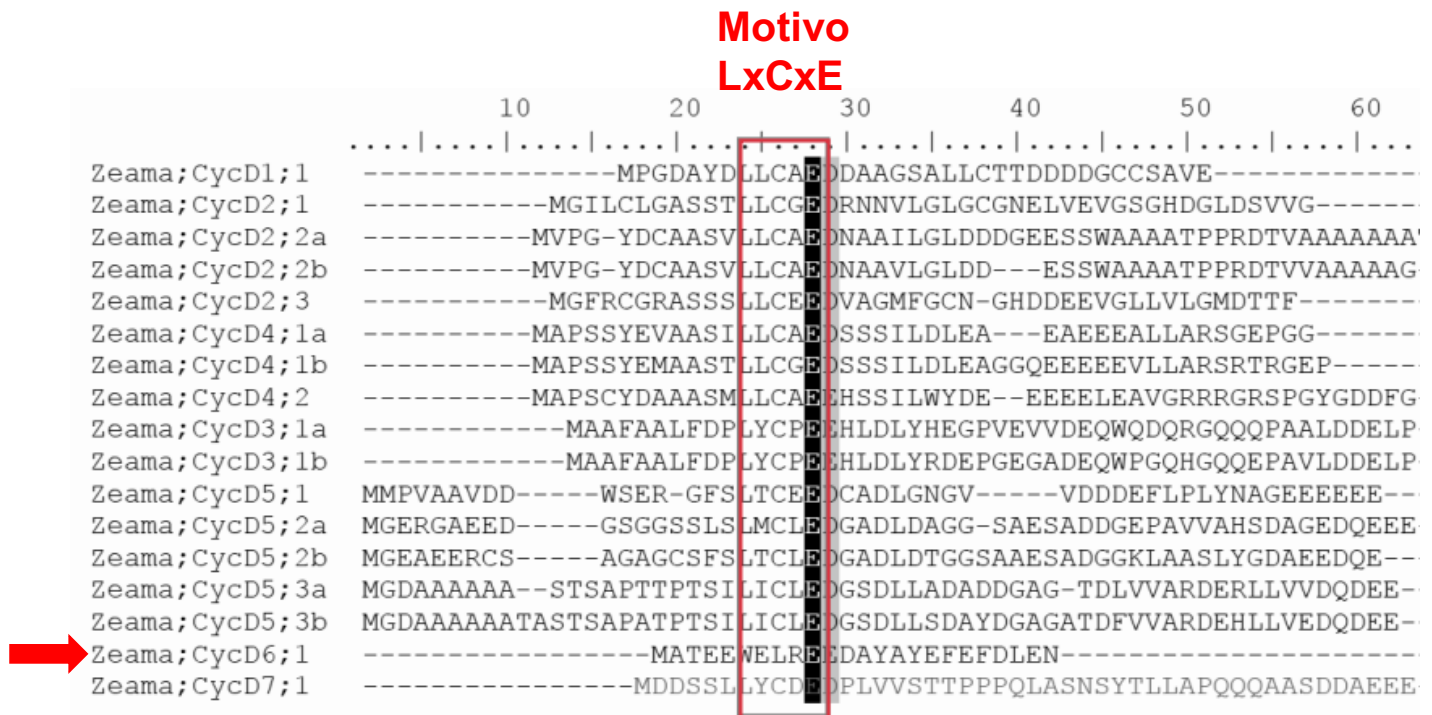 Motivo
LxCxE
10 20 30 40 50 60
....|....|....|....|....|....|....|....|....|....|....|....|...
Zeama;CycD1;1 ---------------MPGDAYDLLCAEDDAAGSALLCTTDDDDGCCSAVE------------
Zeama;CycD2;1 -----------MGILCLGASSTLLCGEDRNNVLGLGCGNELVEVGSGHDGLDSVVG------
Zeama;CycD2;2a ----------MVPG-YDCAASVLLCAEDNAAILGLDDDGEESSWAAAATPPRDTVAAAAAAA
Zeama;CycD2;2b ----------MVPG-YDCAASVLLCAEDNAAVLGLDD---ESSWAAAATPPRDTVVAAAAAG-
Zeama;CycD2;3 -----------MGFRCGRASSSLLCEEDVAGMFGCN-GHDDEEVGLLVLGMDTTF-------
Zeama;CycD4;1a ----------MAPSSYEVAASILLCAEDSSSSILDLEA---EAEEEALLARSGEPGG------
Zeama;CycD4;1b ----------MAPSSYEMAASTLLCGEDSSSILDLEAGGQEEEEEVLLARSRTRGEP-----
Zeama;CycD4;2 ----------MAPSCYDAAASMLLCAEEHSSILWYDE--EEEELEAVGRRRGRSPGYGDDFG-
Zeama;CycD3;1a ------------MAAFAALFDPLYCPEEHLDLYHEGPVEVVDEQWQDQRGQQQPAALDDELP-
Zeama;CycD3;1b ------------MAAFAALFDPLYCPEEHLDLYRDEPGEGADEQWPGQHGQQEPAVLDDELP-
Zeama;CycD5;1 MMPVAAVDD-----WSER-GFSLTCEEDCADLGNGV-----VDDDEFLPLYNAGEEEEEE--
Zeama;CycD5;2a MGERGAEED-----GSGGSSLSLMCLEDGADLDAGG-SAESADDGEPAVVAHSDAGEDQEEE-
Zeama;CycD5;2b MGEAEERCS-----AGAGCSFSLTCLEDGADLDTGGSAAESADGGKLAASLYGDAEEDQE--
Zeama;CycD5;3a MGDAAAAAA--STSAPTTPTSILICLEDGSDLLADADDGAG-TDLVVARDERLLVVDQDEE-
Zeama;CycD5;3b MGDAAAAAATASTSAPATPTSILICLEDGSDLLSDAYDGAGATDFVVARDEHLLVEDQDEE-
Zeama;CycD6;1 -----------------MATEEWELREEDAYAYEFEFDLEN---------------------
Zeama;CycD7;1 ----------------MDDSSLLYCDEDPLVVSTTPPPQLASNSYTLLAPQQQAASDDAEEE-